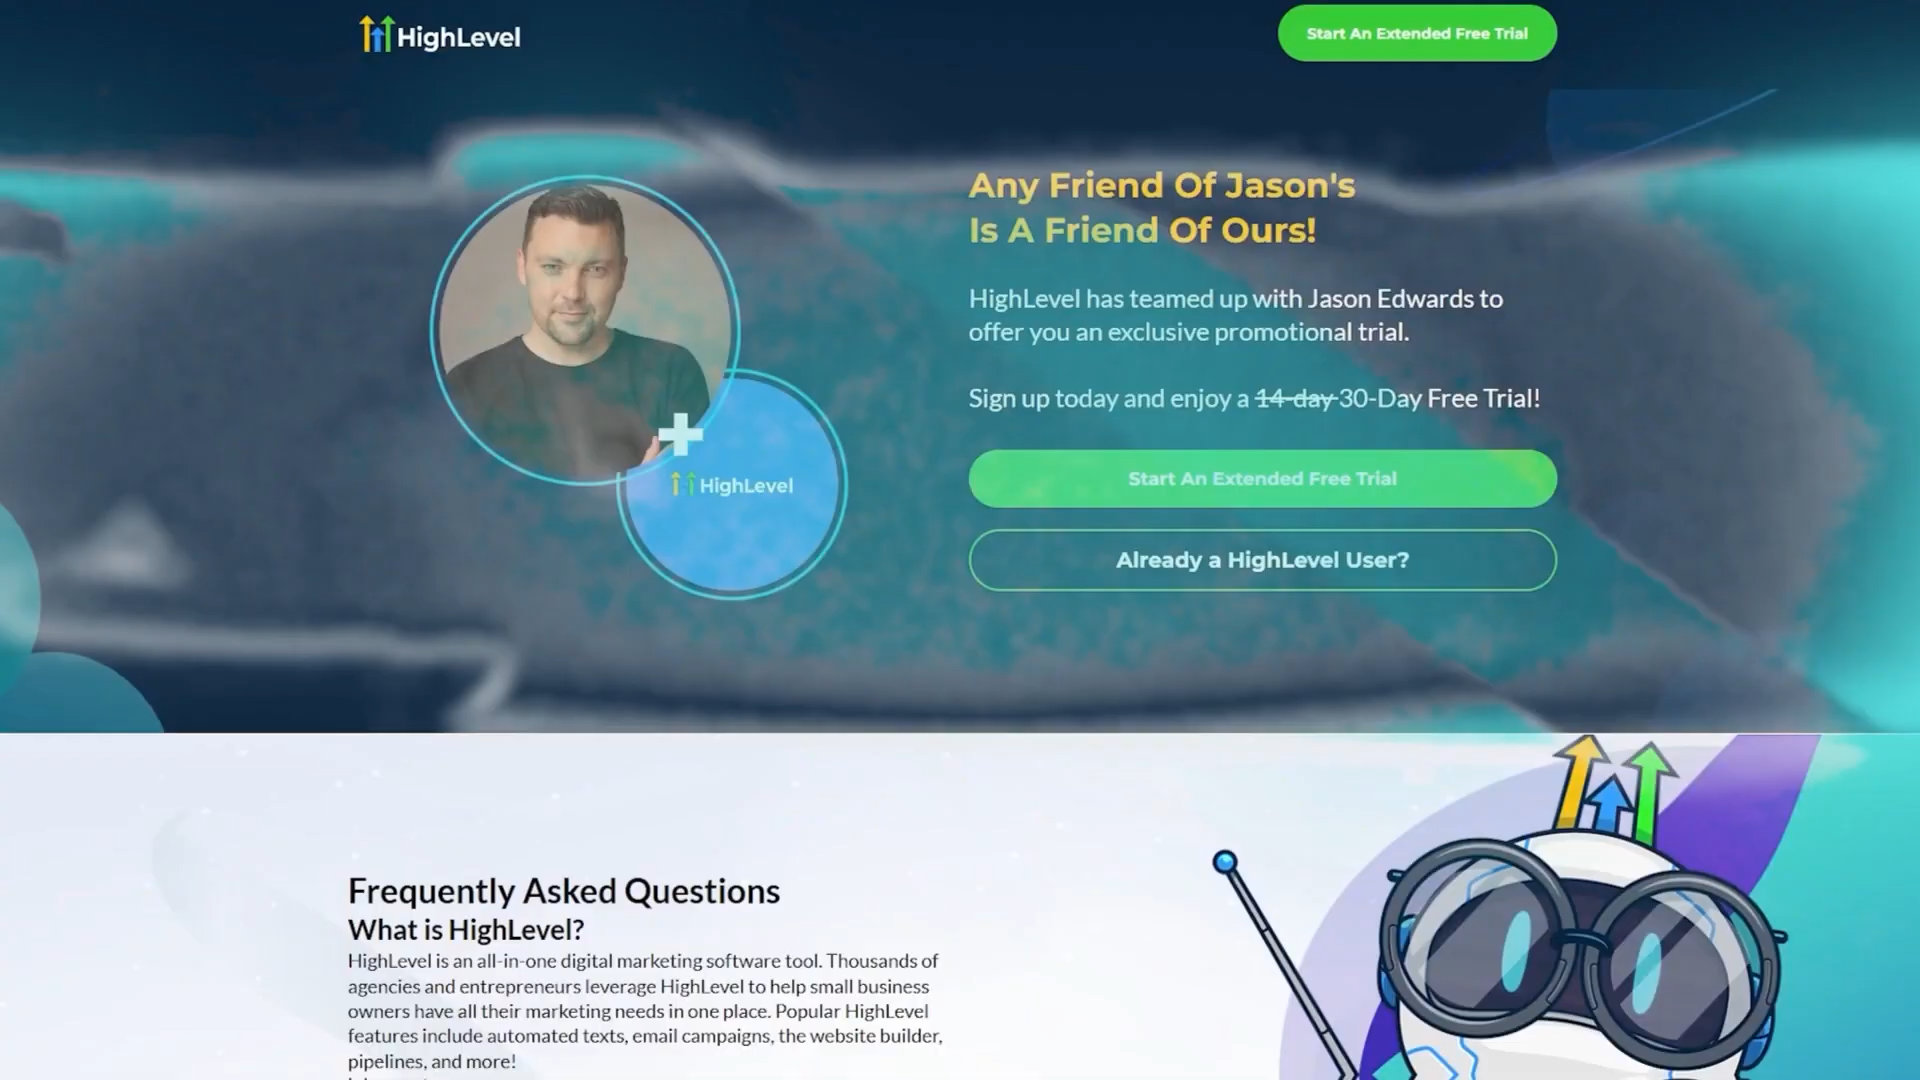 HighLevel
Start An Extended Free Trial
Any Friend Of Jason's
Is A Friend Of Ours!
HighLevel has teamed up with Jason Edwards to
offer you an exclusive promotional trial.
Sign up today and enjoy a 14-day 30-Day Free Trial!
HighLevel
Start An Extended Free Trial
Already a HighLevel User?
Frequently Asked Questions
What is HighLevel?
HighLevel is an all-in-one digital marketing software tool. Thousands of
agencies and entrepreneurs leverage HighLevel to help small business
owners have all their marketing needs in one place. Popular HighLevel
features include automated texts, email campaigns, the website builder,
pipelines, and more!